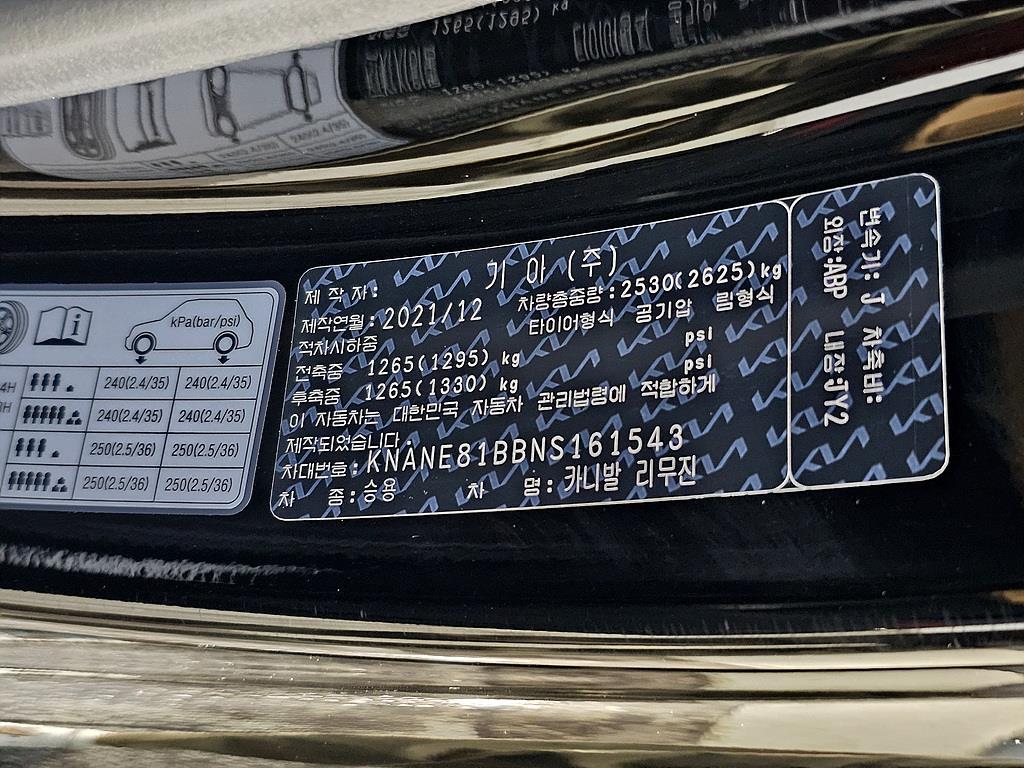 1265(1295) kg
kPa(bar/psi)
240(2.4/35) 240(2.4/35)
240(2.4/35) 240(2.4/35)
250(2.5/36) 250(2.5/36)
250(2.5/36) 250(2.5/36)
제 작 자: 기 아 (주)
제작연월:2021/12 차량총중량:2530(2625)kg
적차시하중 타이어형식 공기압 림형식
전축중 1265(1295) kg psi
후축중 1265(1330) kg psi
이 자동차는 대한민국 자동차 관리법령에 적합하게
제작되었습니다.
차대번호:KNANE81BBNS161543
차 종:승용 차 명:카니발 리무진
변속기: J 차축비:
외장:ABP 내장:JY2